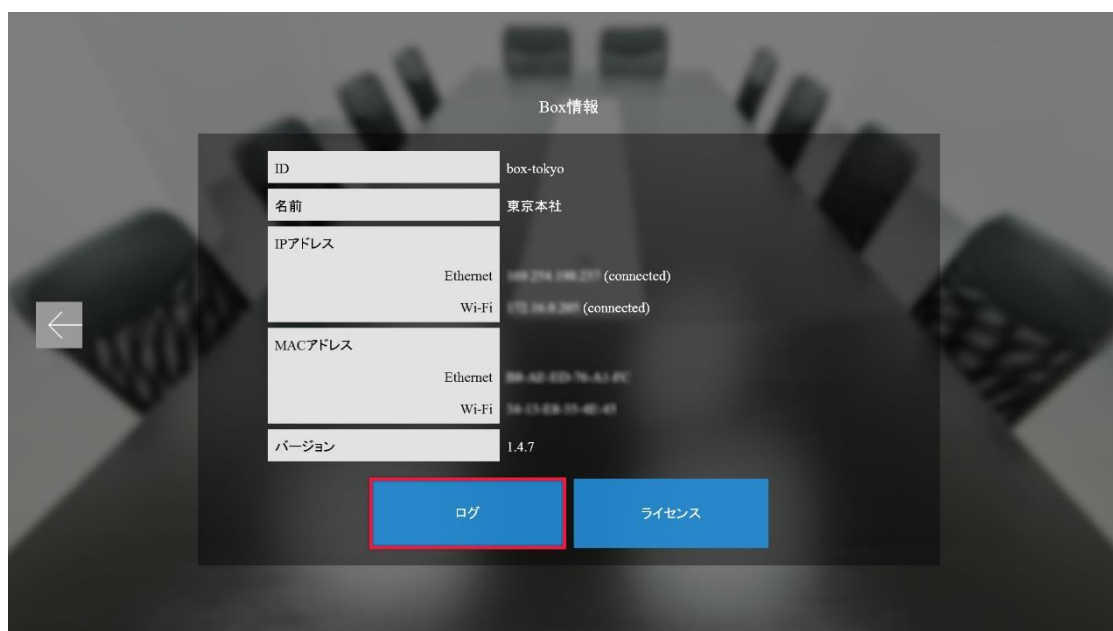 Box情報
ID
box-tokyo
名前
東京本社
IPアドレス
Ethernet
(connected)
Wi-Fi
(connected)
MACアドレス
Ethernet
Wi-Fi
バージョン
1.4.7
ログ
ライセンス